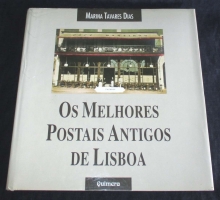 MARINA TAVARES DIAS
OS MELHORES
POSTAIS ANTIGOS
DE LISBOA
Quimera